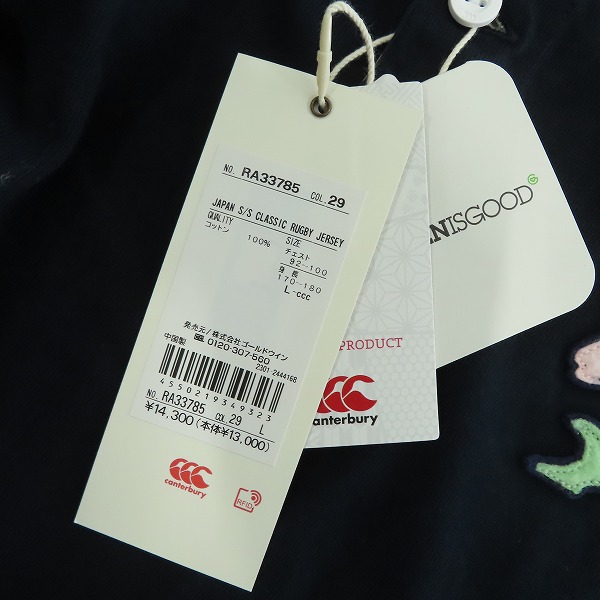 NO. RA33785 COL.29
JAPAN S/S CLASSIC RUGBY JERSEY
QUALITY SIZE
コットン 100% チェスト
92-100
身 長
170-180
L-ccc
発売元/株式会社ゴールドウイン
0120-307-560
中国製 2301 2444168
4550219349323
NO. RA33785 COL 29 L
¥14,300(本体¥13,000)
canterbury
RFID
PRODUCT
canterbury
NISGOOD